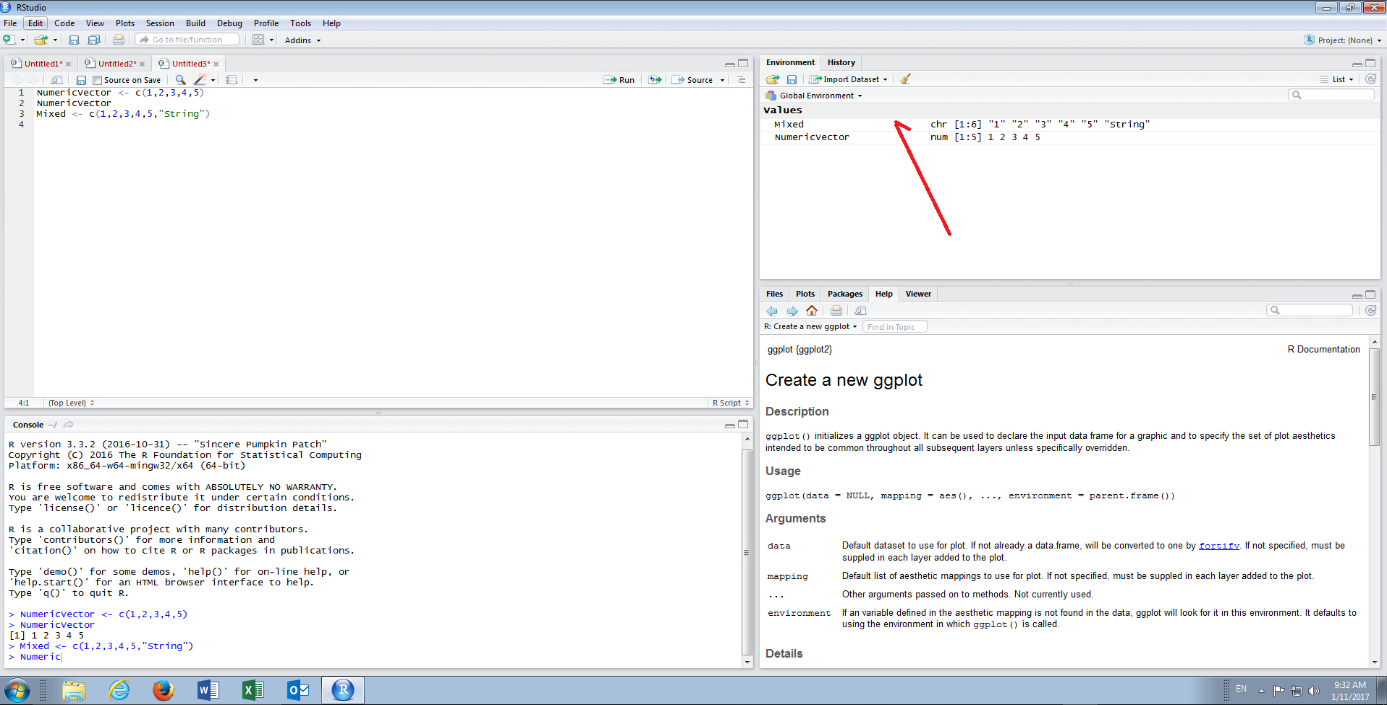 RStudio
File Edit Code View Plots Session Build Debug Profile Tools Help
Go to file/function Addins Project: (None)
Untitled1* Untitled2* Untitled3*
Source on Save Run Source
1 NumericVector <- c(1,2,3,4,5)
2 NumericVector
3 Mixed <- c(1,2,3,4,5,"String")
4
4:1 (Top Level) R Script
Console ~/
R version 3.3.2 (2016-10-31) -- "Sincere Pumpkin Patch"
Copyright (C) 2016 The R Foundation for Statistical Computing
Platform: x86_64-w64-mingw32/x64 (64-bit)
R is free software and comes with ABSOLUTELY NO WARRANTY.
You are welcome to redistribute it under certain conditions.
Type 'license()' or 'licence()' for distribution details.
R is a collaborative project with many contributors.
Type 'contributors()' for more information and
'citation()' on how to cite R or R packages in publications.
Type 'demo()' for some demos, 'help()' for on-line help, or
'help.start()' for an HTML browser interface to help.
Type 'q()' to quit R.
> NumericVector <- c(1,2,3,4,5)
> NumericVector
[1] 1 2 3 4 5
> Mixed <- c(1,2,3,4,5,"String")
> Numeric
Environment History
Import Dataset List
Global Environment
Values
Mixed chr [1:6] "1" "2" "3" "4" "5" "String"
NumericVector num [1:5] 1 2 3 4 5
Files Plots Packages Help Viewer
R: Create a new ggplot Find in Topic
ggplot {ggplot2} R Documentation
Create a new ggplot
Description
ggplot() initializes a ggplot object. It can be used to declare the input data frame for a graphic and to specify the set of plot aesthetics
intended to be common throughout all subsequent layers unless specifically overridden.
Usage
ggplot(data = NULL, mapping = aes(), ..., environment = parent.frame())
Arguments
data Default dataset to use for plot. If not already a data.frame, will be converted to one by fortify. If not specified, must be
suppled in each layer added to the plot.
mapping Default list of aesthetic mappings to use for plot. If not specified, must be suppled in each layer added to the plot.
... Other arguments passed on to methods. Not currently used.
environment If an variable defined in the aesthetic mapping is not found in the data, ggplot will look for it in this environment. It defaults to
using the environment in which ggplot() is called.
Details
EN 9:32 AM
1/11/2017